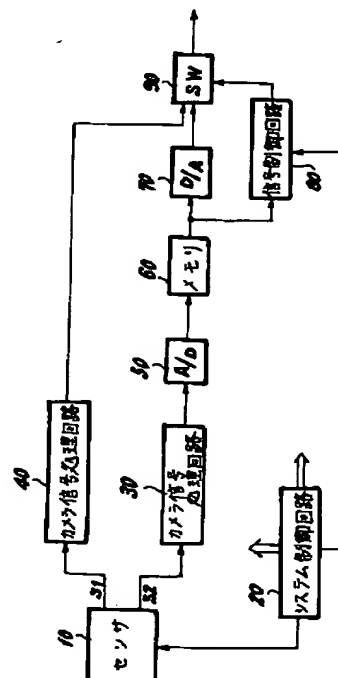 10
センサ
S1
S2
40
カメラ信号処理回路
30
カメラ信号
処理回路
50
A/D
60
メモリ
70
D/A
90
SW
80
信号制御回路
20
システム制御回路